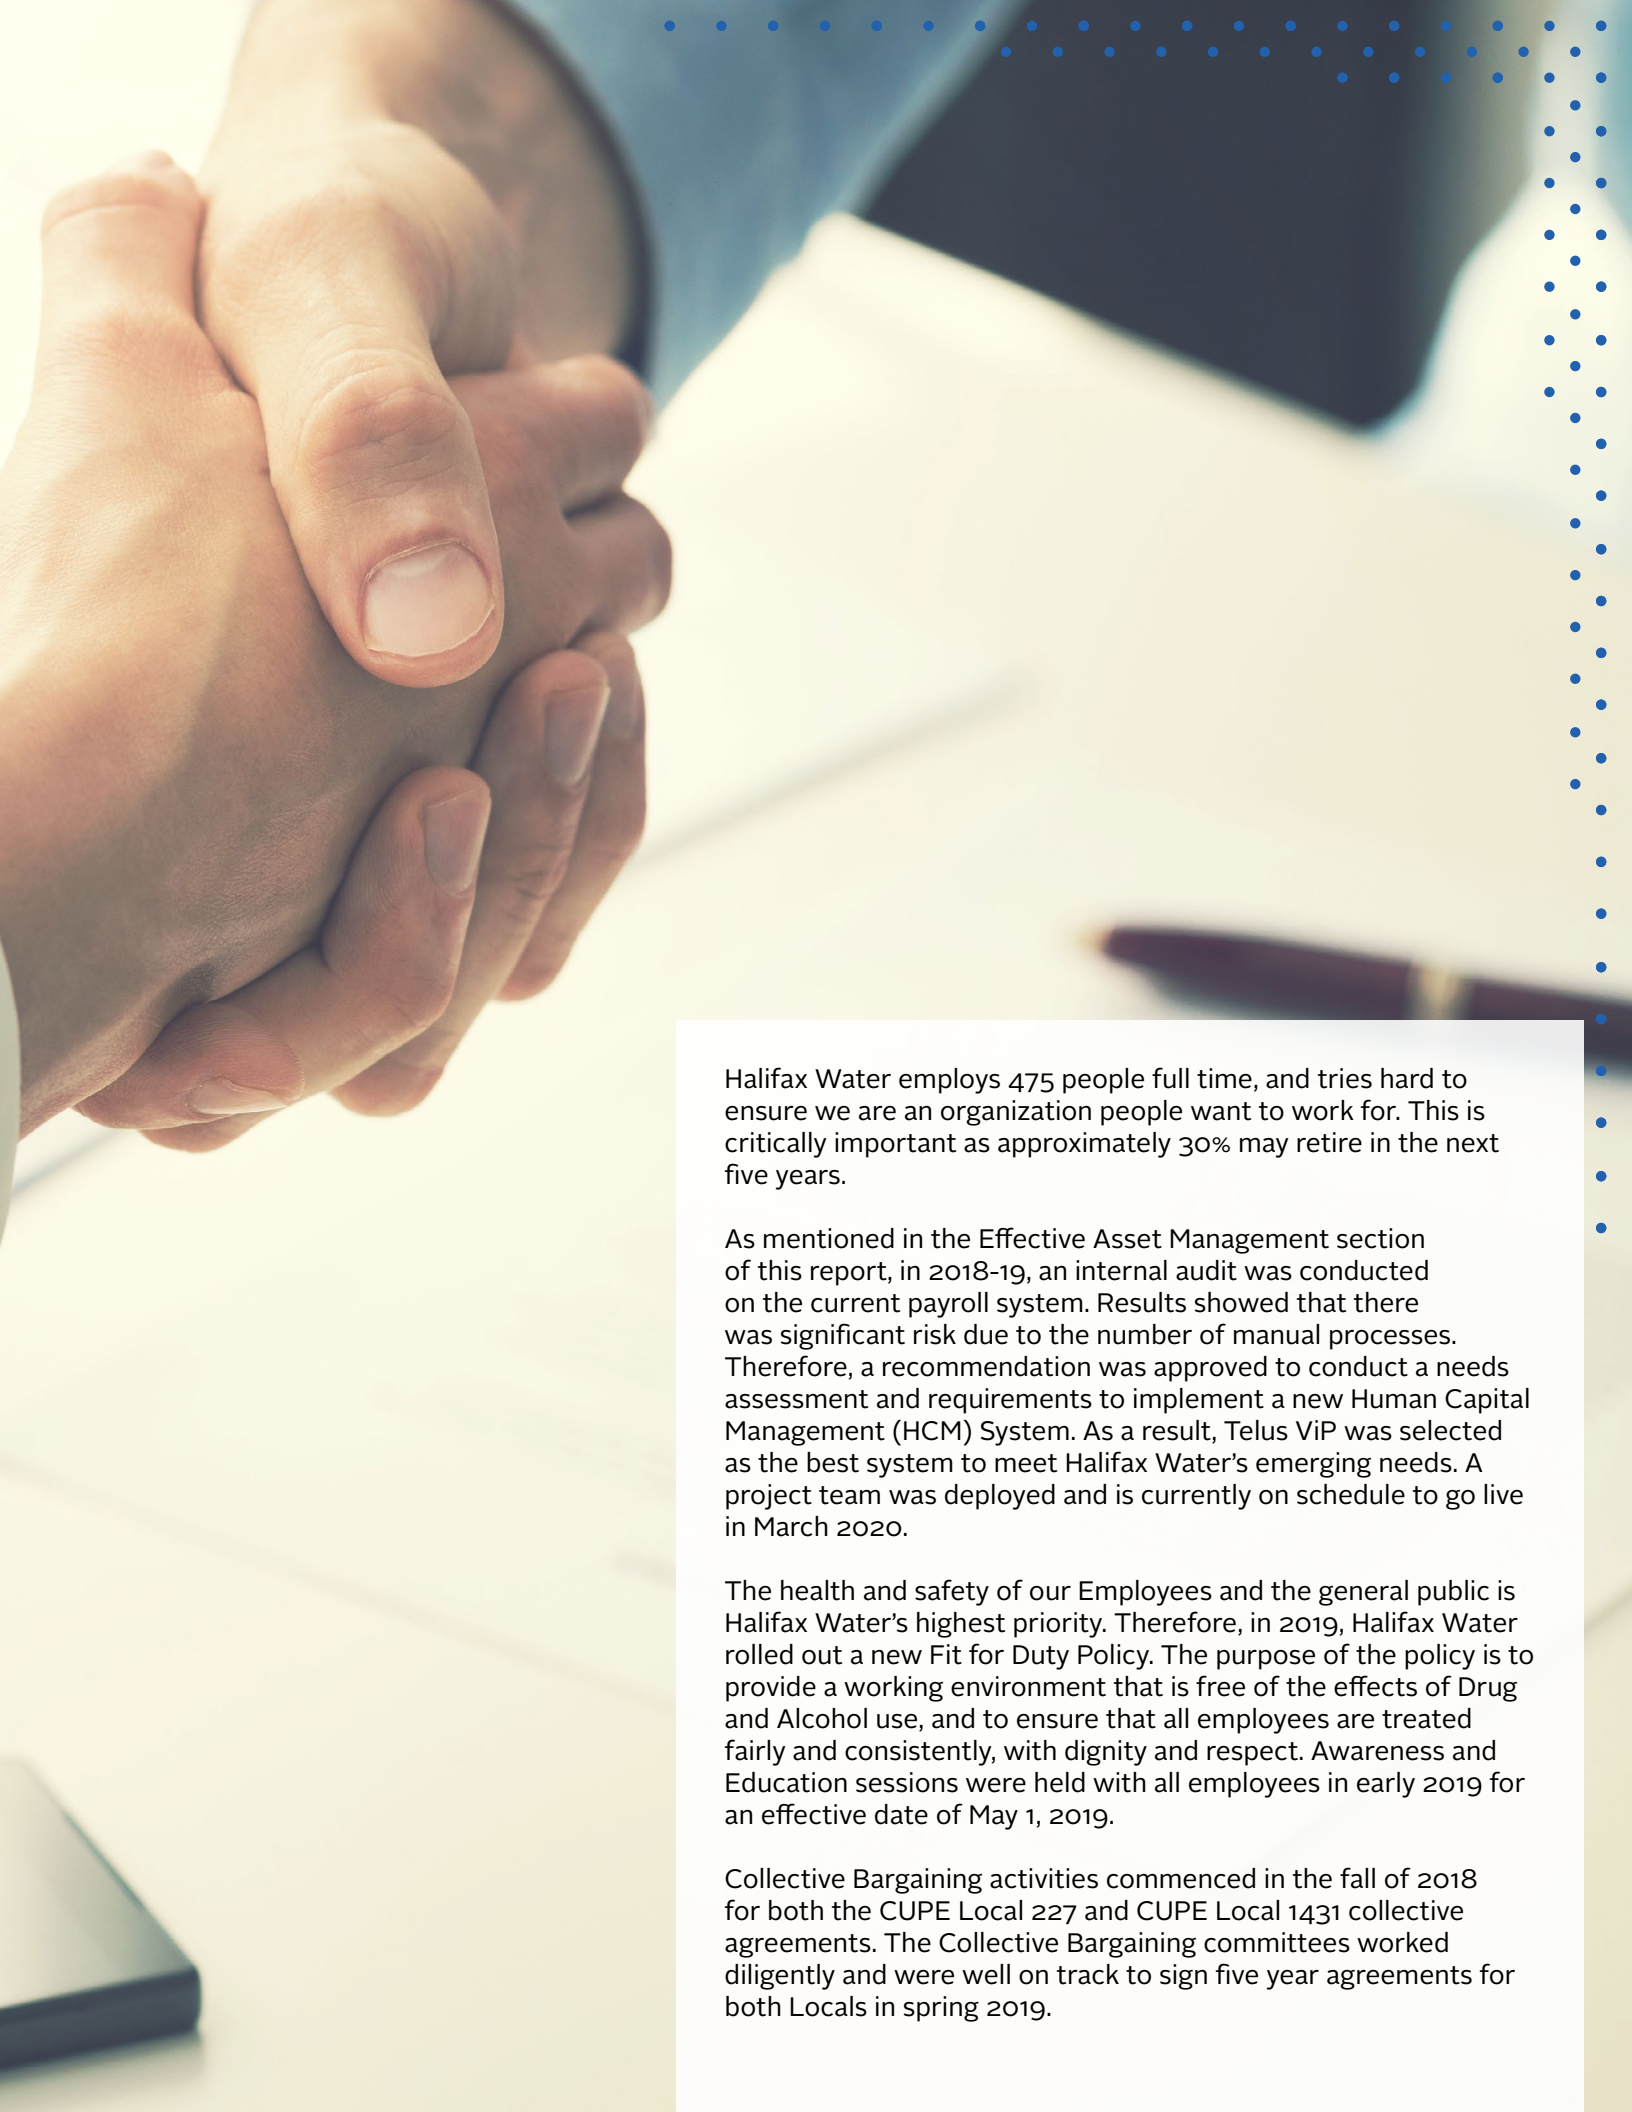 Halifax Water employs 475 people full time, and tries hard to
ensure we are an organization people want to work for. This is
critically important as approximately 30% may retire in the next
five years.
As mentioned in the Effective Asset Management section
of this report, in 2018-19, an internal audit was conducted
on the current payroll system. Results showed that there
was significant risk due to the number of manual processes.
Therefore, a recommendation was approved to conduct a needs
assessment and requirements to implement a new Human Capital
Management (HCM) System. As a result, Telus ViP was selected
as the best system to meet Halifax Water’s emerging needs. A
project team was deployed and is currently on schedule to go live
in March 2020.
The health and safety of our Employees and the general public is
Halifax Water’s highest priority. Therefore, in 2019, Halifax Water
rolled out a new Fit for Duty Policy. The purpose of the policy is to
provide a working environment that is free of the effects of Drug
and Alcohol use, and to ensure that all employees are treated
fairly and consistently, with dignity and respect. Awareness and
Education sessions were held with all employees in early 2019 for
an effective date of May 1, 2019.
Collective Bargaining activities commenced in the fall of 2018
for both the CUPE Local 227 and CUPE Local 1431 collective
agreements. The Collective Bargaining committees worked
diligently and were well on track to sign five year agreements for
both Locals in spring 2019.